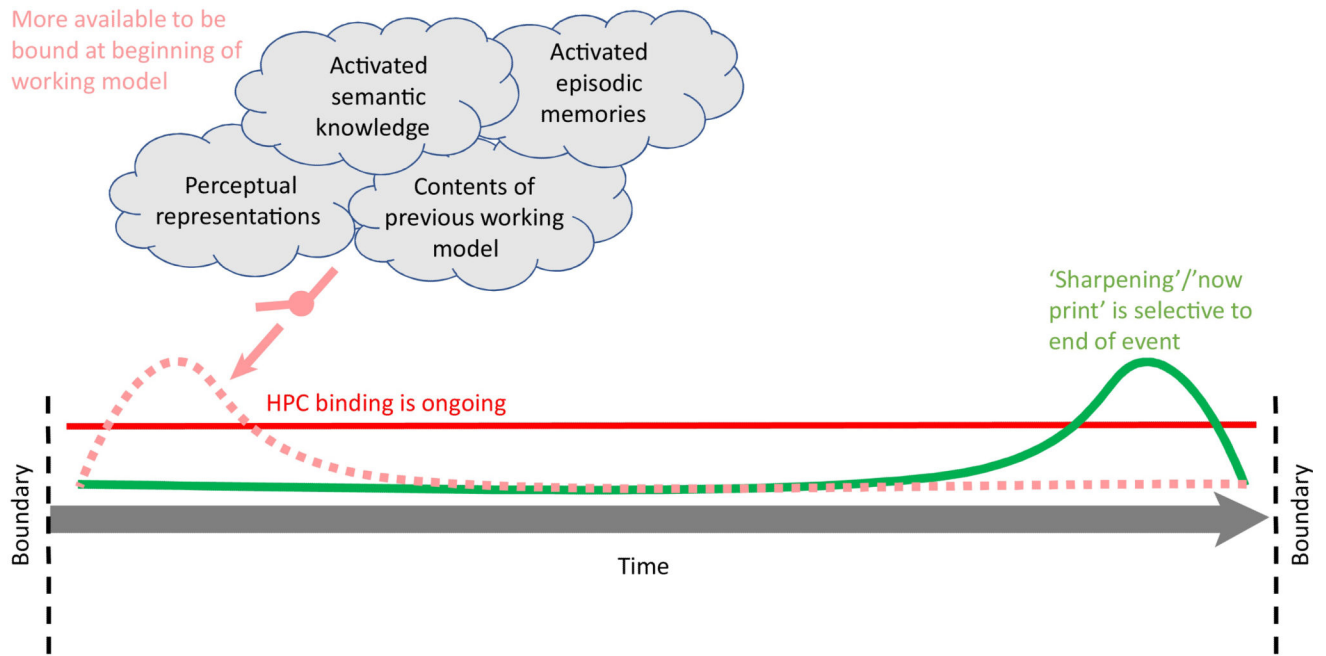 More available to be
bound at beginning of
working model
Activated
semantic
knowledge
Activated
episodic
memories
Perceptual
representations
Contents of
previous working
model
‘Sharpening’/’now
print’ is selective to
end of event
HPC binding is ongoing
Boundary
Boundary
Time